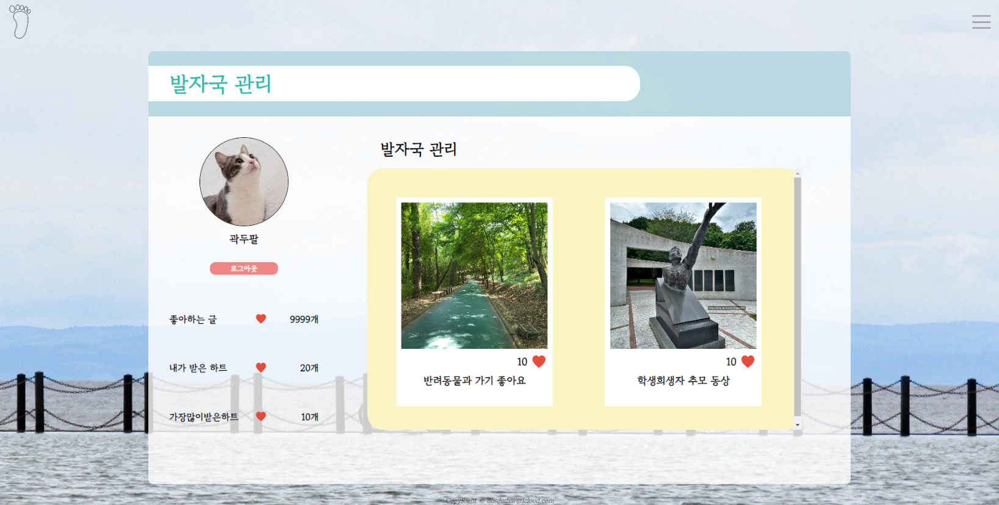 발자국 관리
곽두팔
로그아웃
좋아하는 글 9999개
내가 받은 하트 20개
가장많이받은하트 10개
발자국 관리
10
반려동물과 가기 좋아요
10
학생희생자 추모 동상
CopyRight © dbsdudsw@icloud.com